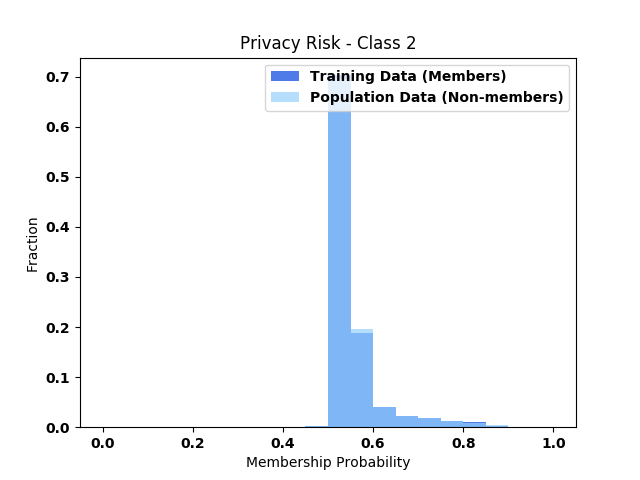 Privacy Risk - Class 2
Training Data (Members)
Population Data (Non-members)
0.7
0.6
0.5
0.4
0.3
0.2
0.1
0.0
Fraction
0.0 0.2 0.4 0.6 0.8 1.0
Membership Probability